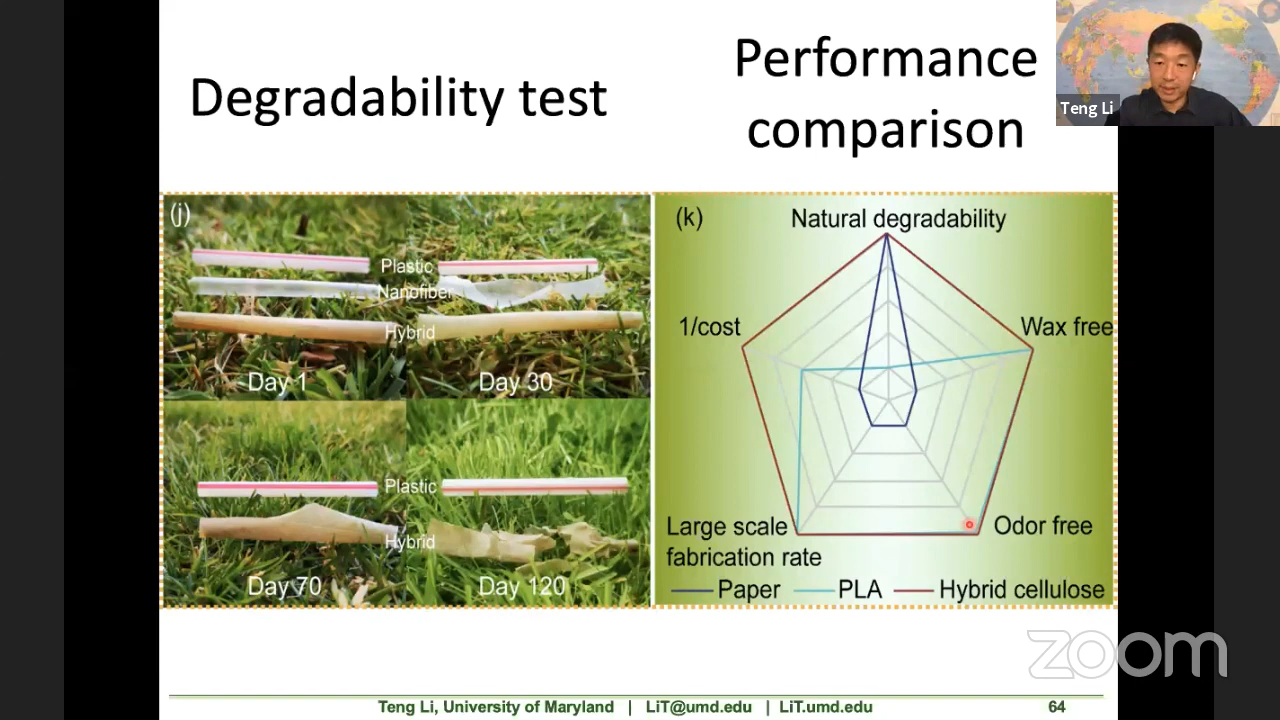 Degradability test
Performance
comparison
Teng Li
(j)
Plastic
Nanofiber
Hybrid
Day 1
Day 30
Plastic
Hybrid
Day 70
Day 120
(k)
Natural degradability
1/cost
Wax free
Large scale
fabrication rate
Odor free
Paper
PLA
Hybrid cellulose
zoom
Teng Li, University of Maryland | LiT@umd.edu | LiT.umd.edu
64